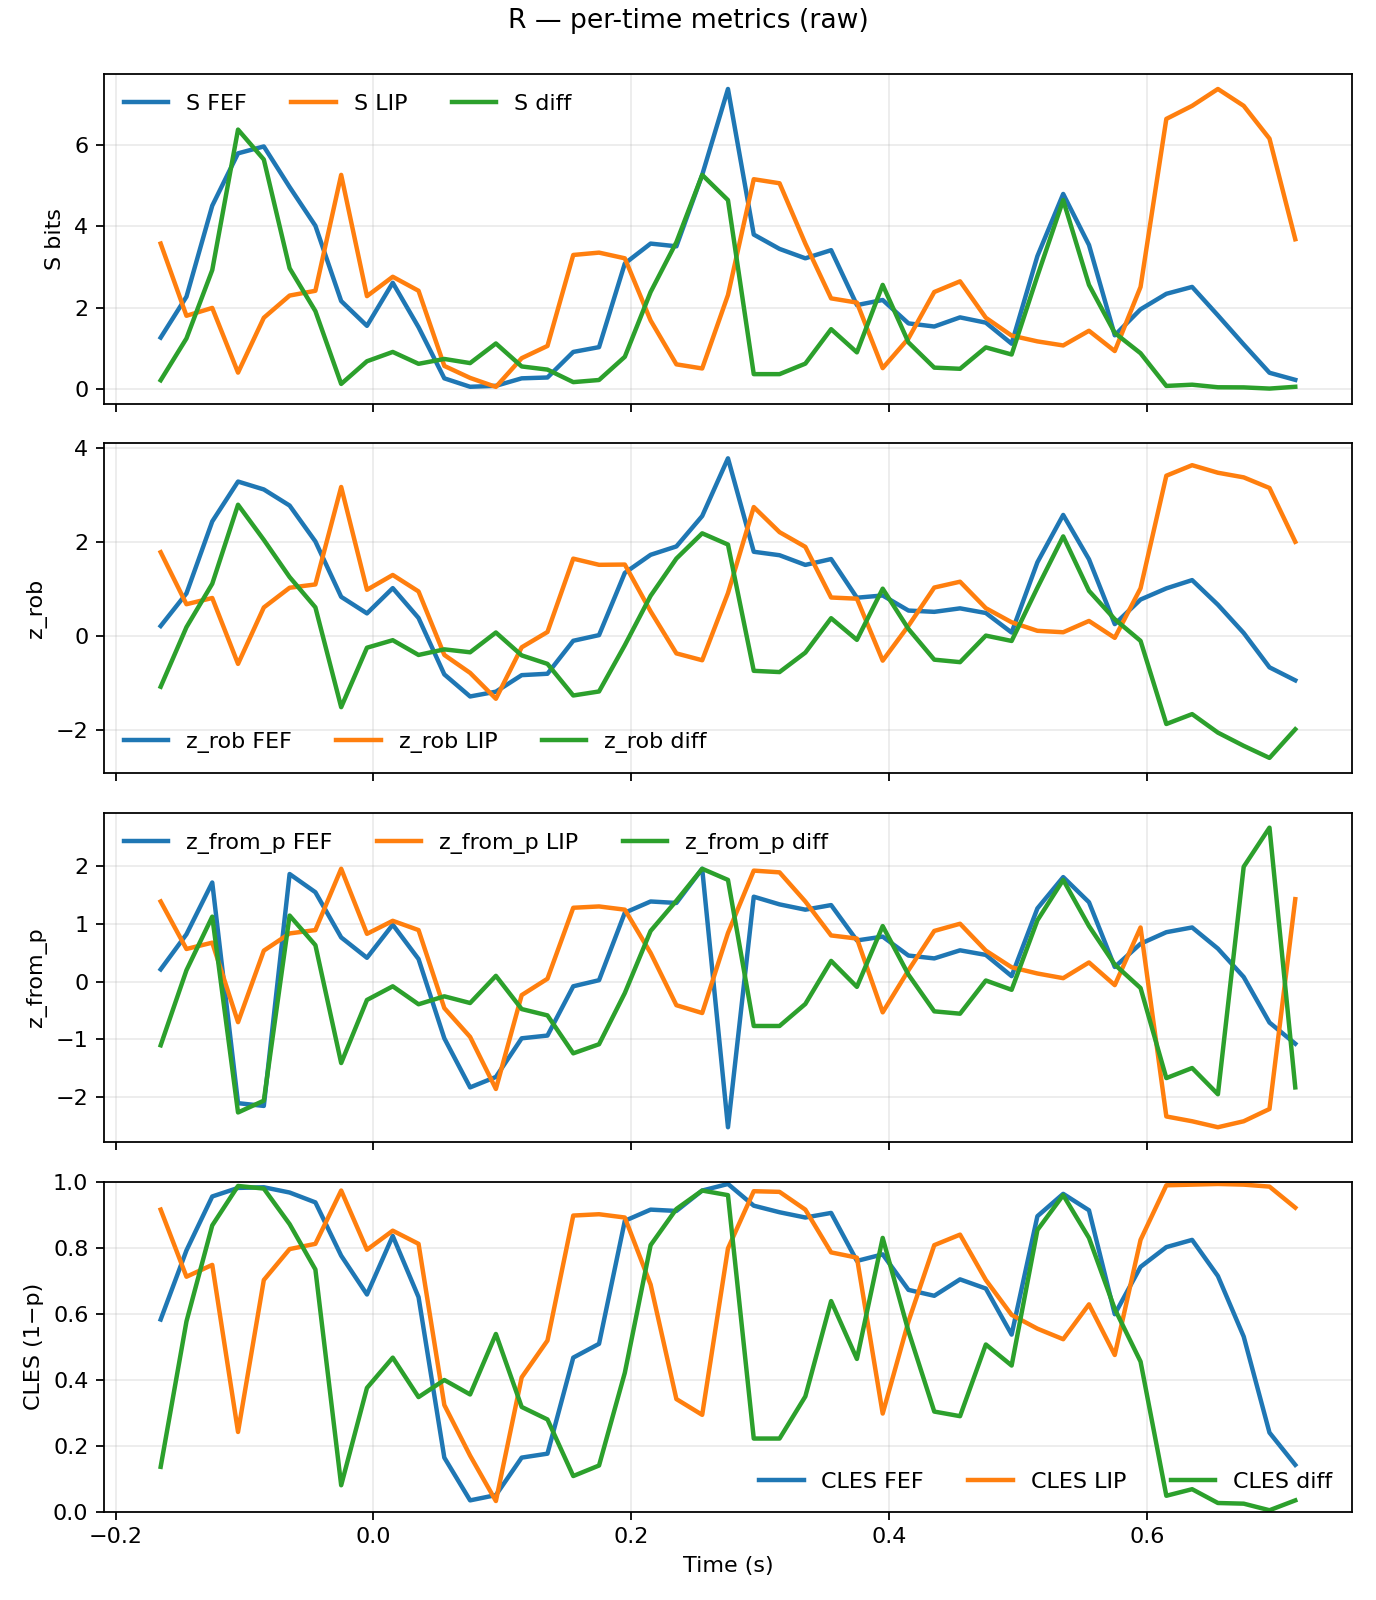 R — per-time metrics (raw)
S FEF S LIP S diff
S bits
6
4
2
0
z_rob
4
2
0
−2
z_rob FEF z_rob LIP z_rob diff
z_from_p FEF z_from_p LIP z_from_p diff
z_from_p
2
1
0
−1
−2
CLES (1−p)
1.0
0.8
0.6
0.4
0.2
0.0
CLES FEF CLES LIP CLES diff
−0.2 0.0 0.2 0.4 0.6
Time (s)